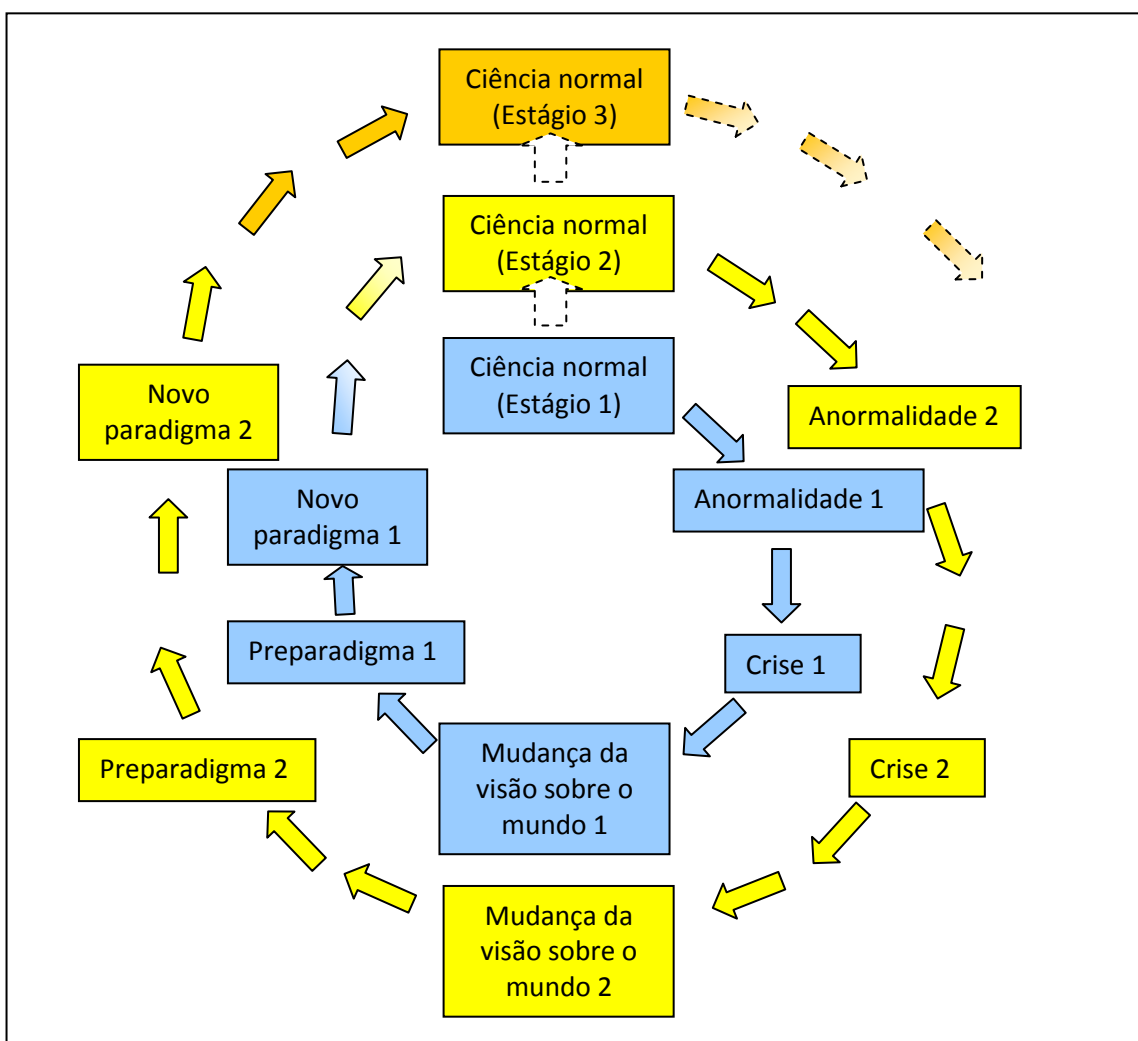 Ciência normal
(Estágio 3)
Ciência normal
(Estágio 2)
Ciência normal
(Estágio 1)
Novo
paradigma 2
Anormalidade 2
Novo
paradigma 1
Anormalidade 1
Preparadigma 1
Crise 1
Mudança da
visão sobre o
mundo 1
Preparadigma 2
Crise 2
Mudança da
visão sobre o
mundo 2